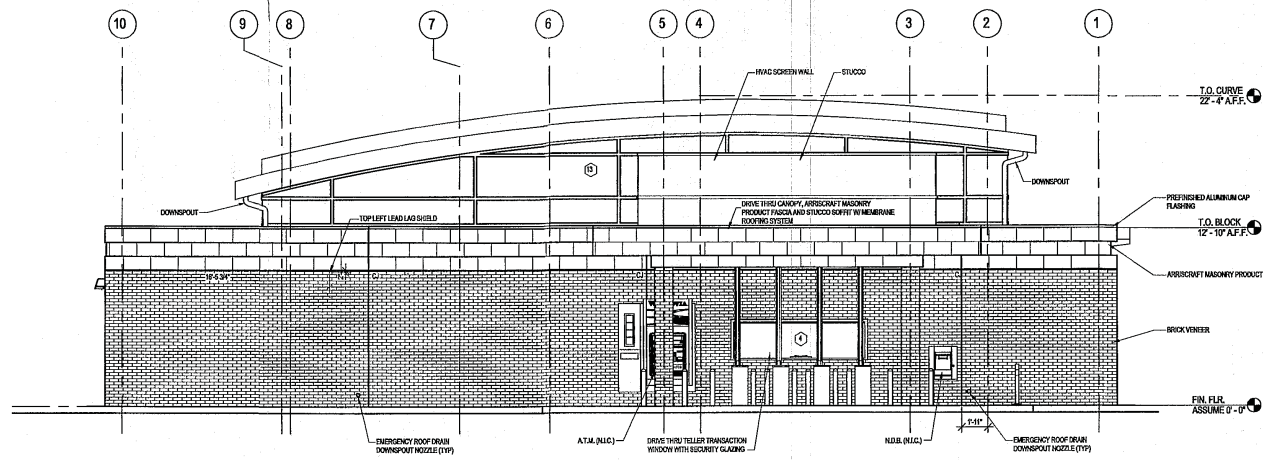 10
9
8
7
6
5
4
3
2
1
HVAC SCREEN WALL
STUCCO
T.O. CURVE
22' - 4" A.F.F.
13
DOWNSPOUT
DOWNSPOUT
TOP LEFT LEAD LAG SHIELD
DRIVE THRU CANOPY, ARRISCRAFT MASONRY
PRODUCT FASCIA AND STUCCO SOFFIT W/ MEMBRANE
ROOFING SYSTEM
PREFINISHED ALUMINUM CAP
FLASHING
T.O. BLOCK
12' - 10" A.F.F.
ARRISCRAFT MASONRY PRODUCT
CJ
CJ
CJ
BRICK VENEER
4
FIN. FLR.
ASSUME 0' - 0"
1'-11"
EMERGENCY ROOF DRAIN
DOWNSPOUT NOZZLE (TYP)
A.T.M. (N.I.C.)
DRIVE THRU TELLER TRANSACTION
WINDOW WITH SECURITY GLAZING
N.D.B. (N.I.C.)
EMERGENCY ROOF DRAIN
DOWNSPOUT NOZZLE (TYP)